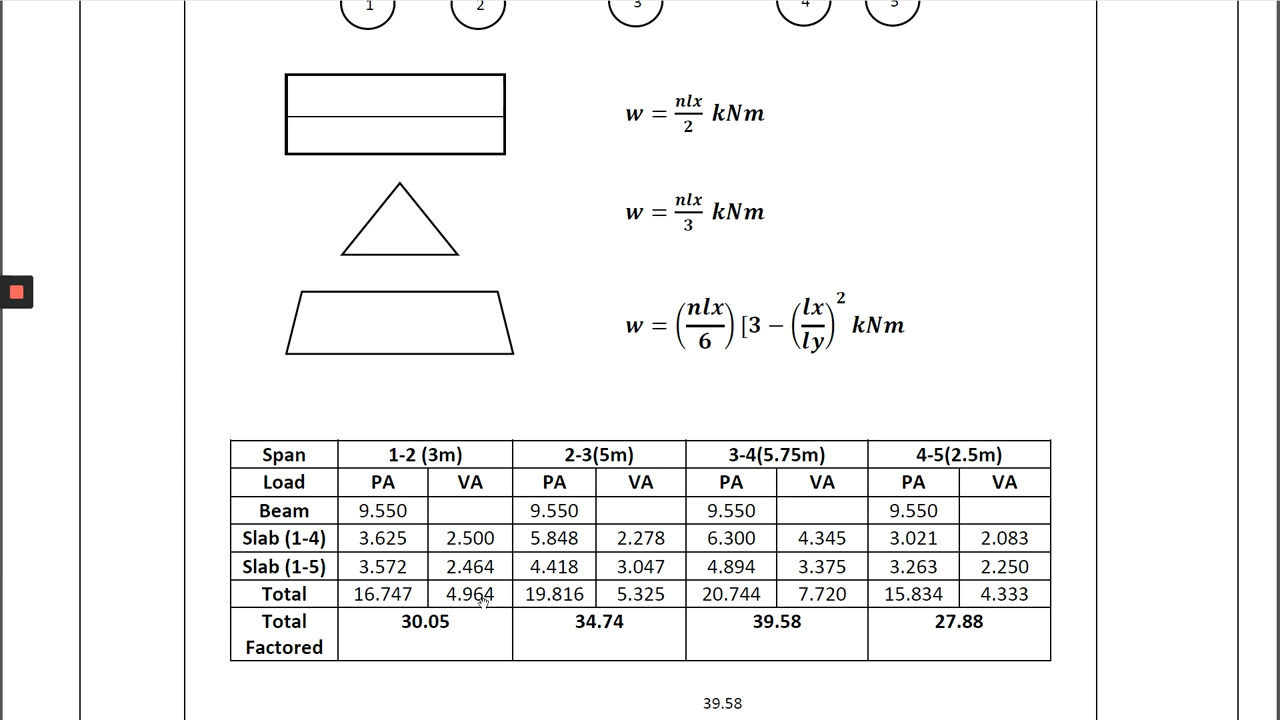 1 2 3 4 5
w = nlx/2 kNm
w = nlx/3 kNm
w = (nlx/6) [3 − (lx/ly)² kNm
Span 1-2 (3m) 2-3(5m) 3-4(5.75m) 4-5(2.5m)
Load PA VA PA VA PA VA PA VA
Beam 9.550 9.550 9.550 9.550
Slab (1-4) 3.625 2.500 5.848 2.278 6.300 4.345 3.021 2.083
Slab (1-5) 3.572 2.464 4.418 3.047 4.894 3.375 3.263 2.250
Total 16.747 4.964 19.816 5.325 20.744 7.720 15.834 4.333
Total 30.05 34.74 39.58 27.88
Factored
39.58